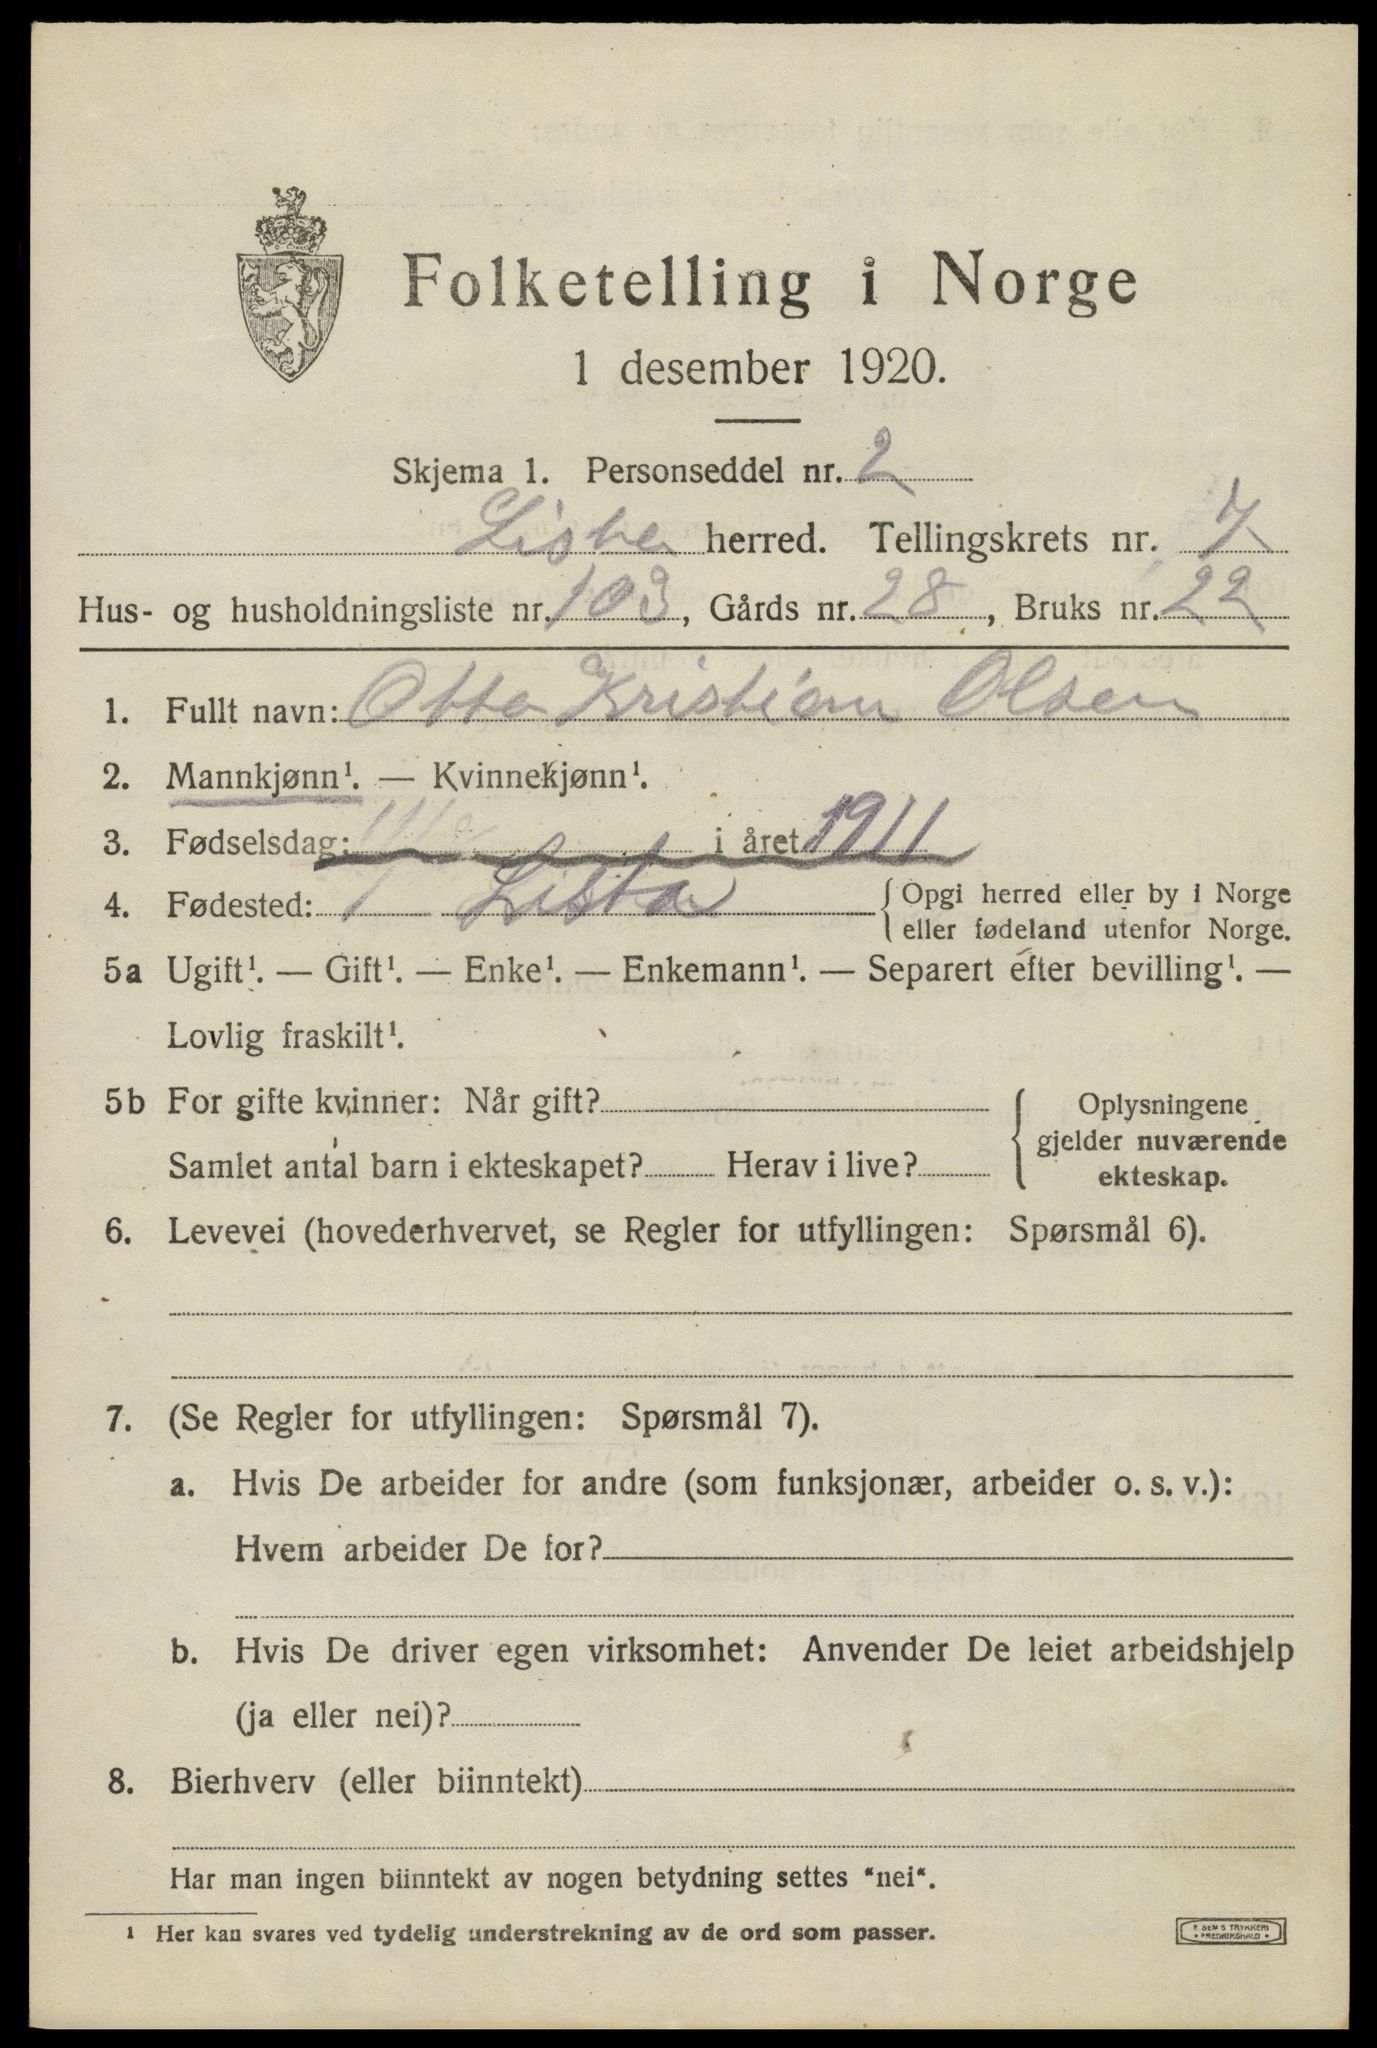 Folketelling i Norge
1 desember 1920.
Skjema 1. Personseddel nr. 2
Lista herred. Tellingskrets nr. 7
Hus- og husholdningsliste nr. 103, Gårds nr. 28, Bruks nr. 22
1. Fullt navn: Otto Kristian Olsen
2. Mannkjønn¹. — Kvinnekjønn¹.
3. Fødselsdag: i året 1911
4. Fødested: Lista { Opgi herred eller by i Norge
eller fødeland utenfor Norge.
5a Ugift¹. — Gift¹. — Enke¹. — Enkemann¹. — Separert efter bevilling¹. —
Lovlig fraskilt¹.
5b For gifte kvinner: Når gift? Oplysningene
gjelder nuværende
Samlet antal barn i ekteskapet? Herav i live? ekteskap.
6. Levevei (hovederhvervet, se Regler for utfyllingen: Spørsmål 6).
7. (Se Regler for utfyllingen: Spørsmål 7).
a. Hvis De arbeider for andre (som funksjonær, arbeider o. s. v.):
Hvem arbeider De for?
b. Hvis De driver egen virksomhet: Anvender De leiet arbeidshjelp
(ja eller nei)?
8. Bierhverv (eller biinntekt)
Har man ingen biinntekt av nogen betydning settes "nei".
¹ Her kan svares ved tydelig understrekning av de ord som passer.
E. SEMS TRYKKERI
• FREDRIKSHALD •